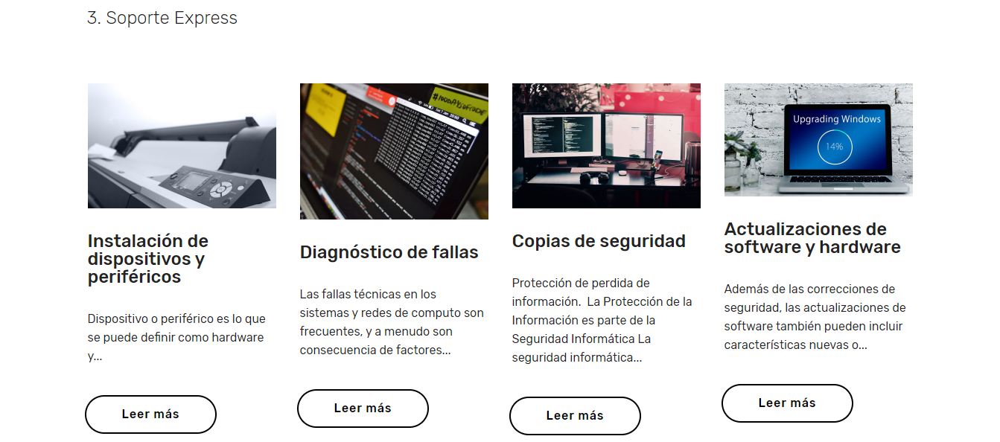 3. Soporte Express
#100DAYSOFCODE
Upgrading Windows
14%
Instalación de
dispositivos y
periféricos
Dispositivo o periférico es lo que
se puede definir como hardware
y...
Leer más
Diagnóstico de fallas
Las fallas técnicas en los
sistemas y redes de computo son
frecuentes, y a menudo son
consecuencia de factores...
Leer más
Copias de seguridad
Protección de perdida de
información.  La Protección de la
Información es parte de la
Seguridad Informática La
seguridad informática...
Leer más
Actualizaciones de
software y hardware
Además de las correcciones de
seguridad, las actualizaciones de
software también pueden incluir
características nuevas o...
Leer más